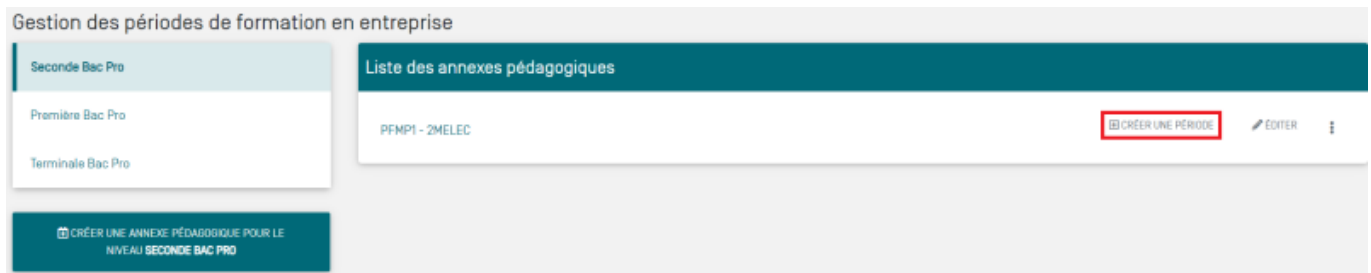 Gestion des périodes de formation en entreprise
Seconde Bac Pro
Première Bac Pro
Terminale Bac Pro
CRÉER UNE ANNEXE PÉDAGOGIQUE POUR LE
NIVEAU SECONDE BAC PRO
Liste des annexes pédagogiques
PFMP1 - 2MELEC
CRÉER UNE PÉRIODE
ÉDITER